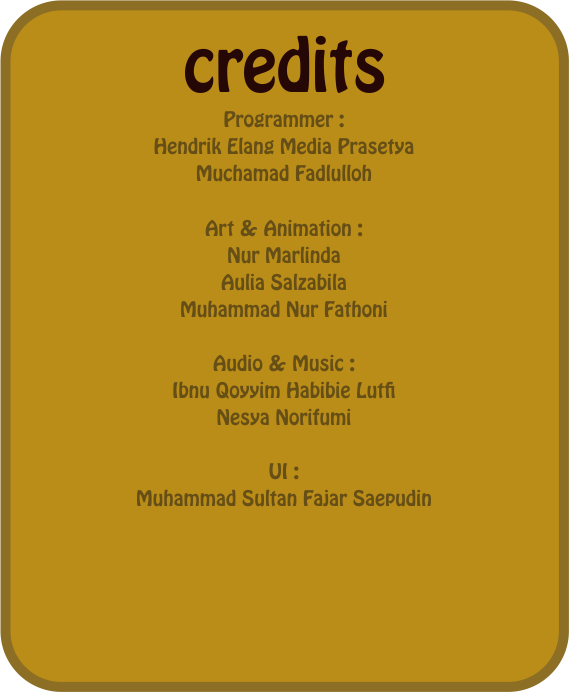 credits
Programmer :
Hendrik Elang Media Prasetya
Muchamad Fadlulloh
Art & Animation :
Nur Marlinda
Aulia Salzabila
Muhammad Nur Fathoni
Audio & Music :
Ibnu Qoyyim Habibie Lutfi
Nesya Norifumi
UI :
Muhammad Sultan Fajar Saepudin